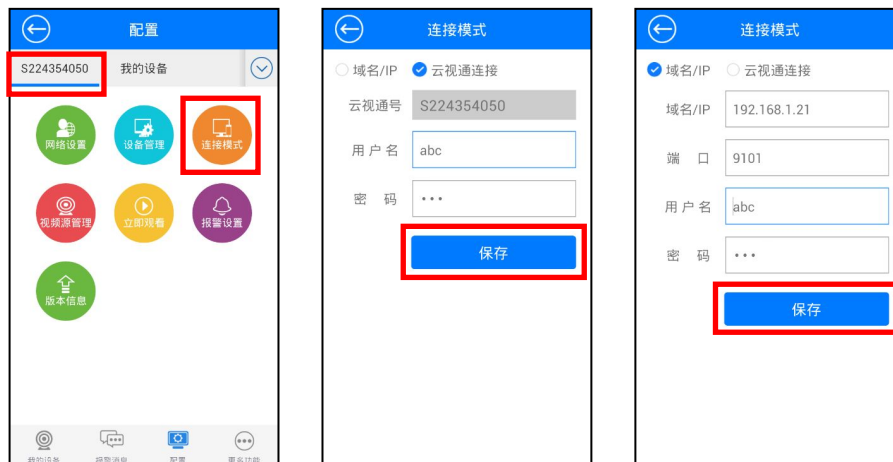 配置
S224354050 我的设备
网络设置 设备管理 连接模式
视频源管理 立即观看 报警设置
版本信息
我的设备 报警消息 配置 更多功能
连接模式
域名/IP 云视通连接
云视通号 S224354050
用户名 abc
密 码 •••
保存
连接模式
域名/IP 云视通连接
域名/IP 192.168.1.21
端 口 9101
用户名 abc
密 码 •••
保存